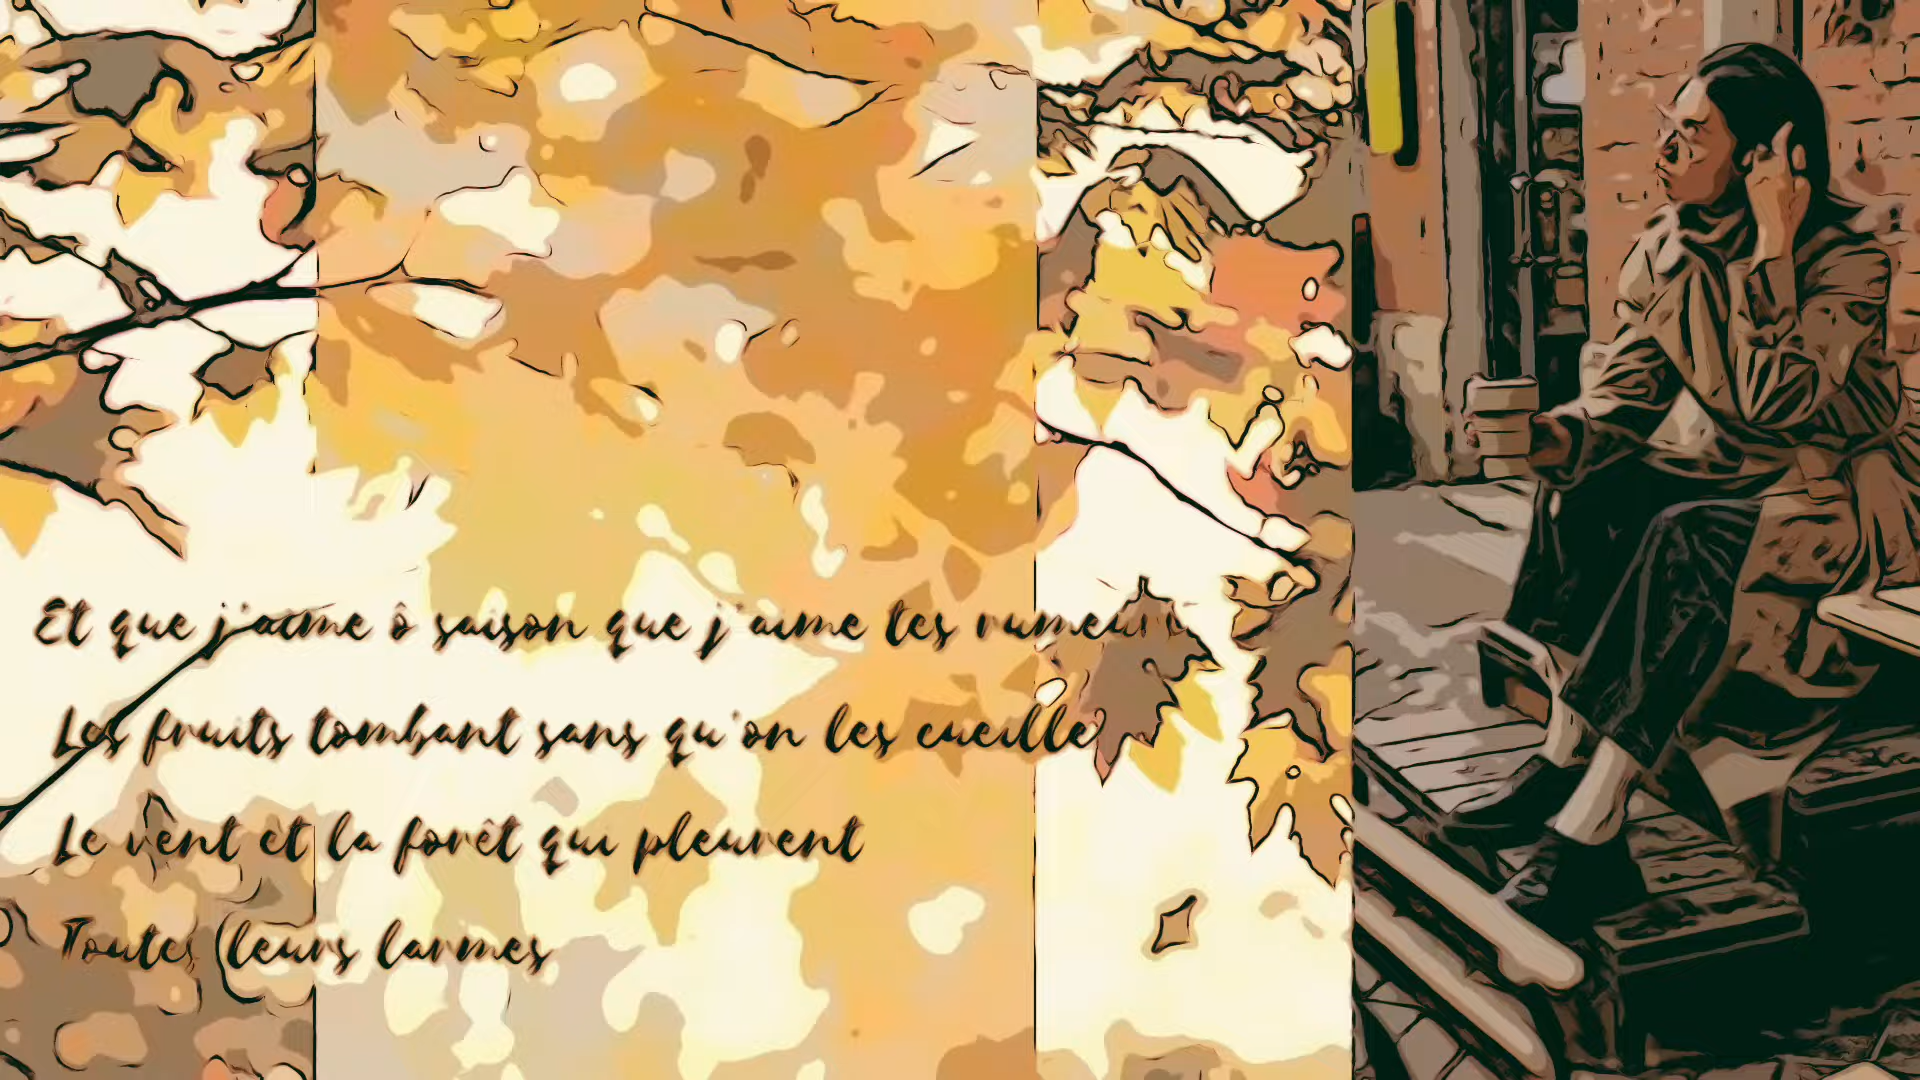 Et que j'aime ô saison que j'aime tes rumeurs
Les fruits tombant sans qu'on les cueille
Le vent et la forêt qui pleurent
Toutes leurs larmes